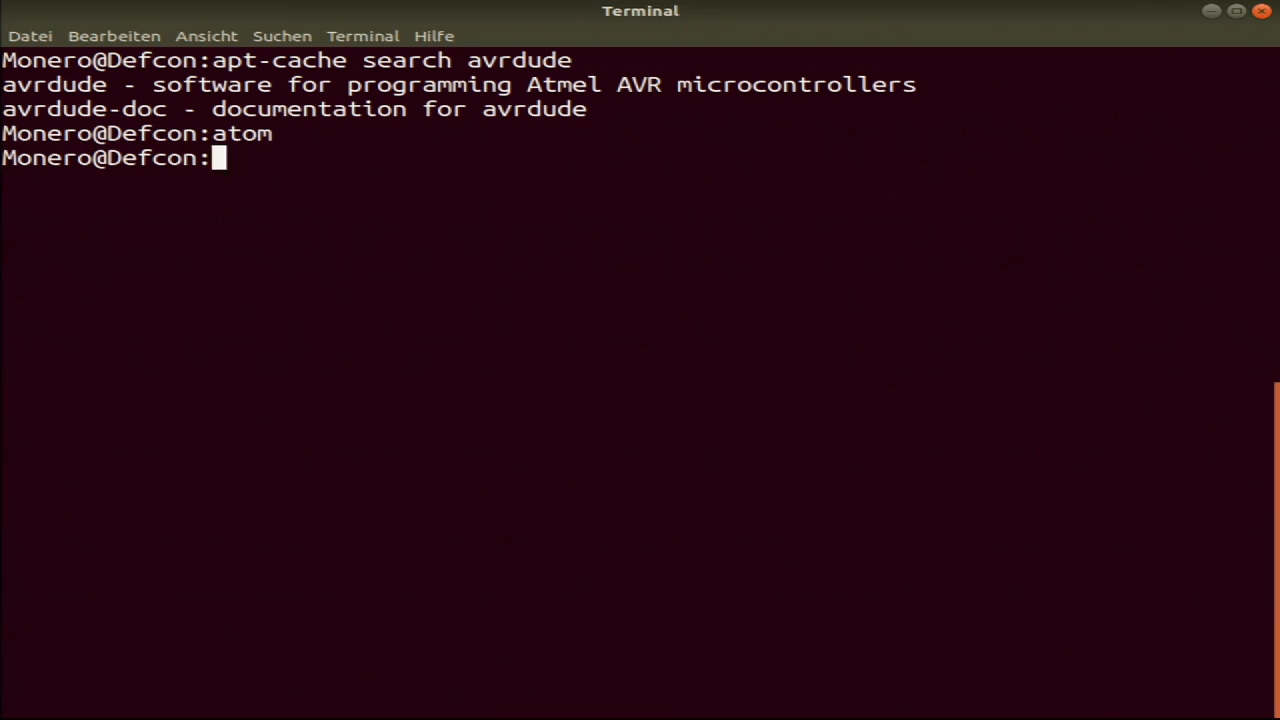 Terminal
Datei Bearbeiten Ansicht Suchen Terminal Hilfe
Monero@Defcon:apt-cache search avrdude
avrdude - software for programming Atmel AVR microcontrollers
avrdude-doc - documentation for avrdude
Monero@Defcon:atom
Monero@Defcon: